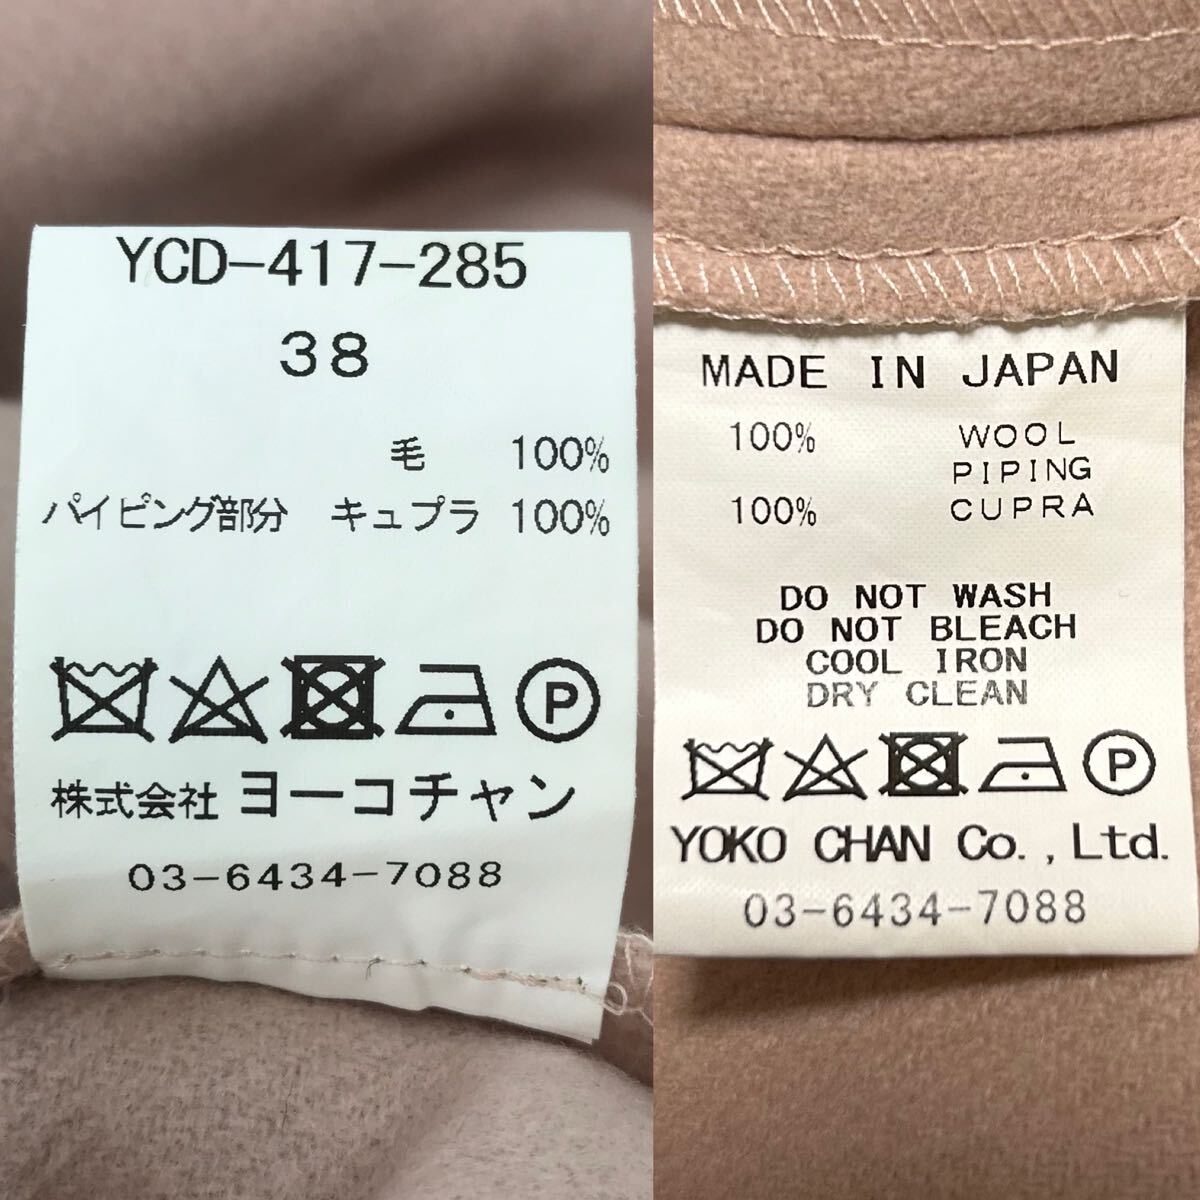 YCD-417-285
38
毛 100%
パイピング部分 キュプラ 100%
P
株式会社 ヨーコチャン
03-6434-7088
MADE IN JAPAN
100% WOOL
PIPING
100% CUPRA
DO NOT WASH
DO NOT BLEACH
COOL IRON
DRY CLEAN
P
YOKO CHAN Co., Ltd.
03-6434-7088